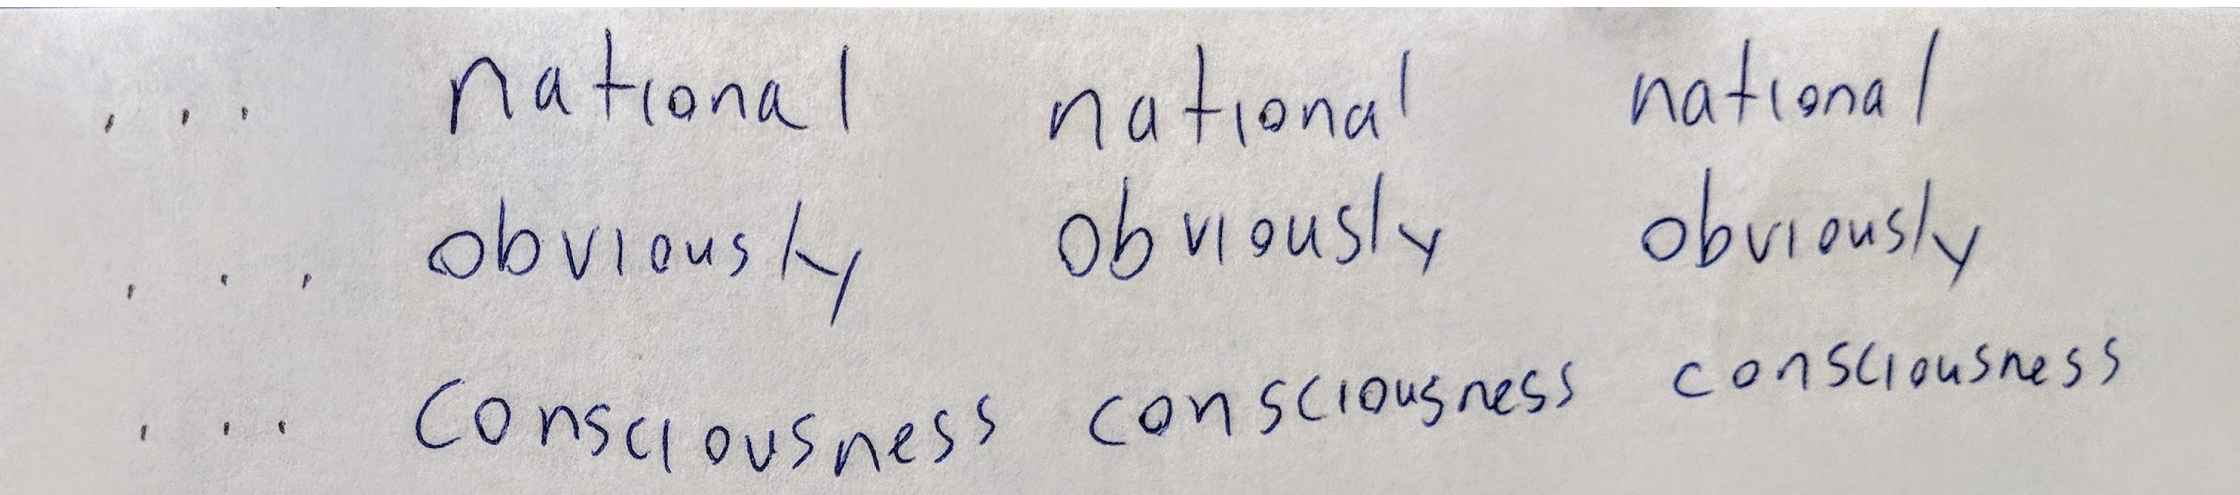 ... national national national
... obviously obviously obviously
... consciousness consciousness consciousness